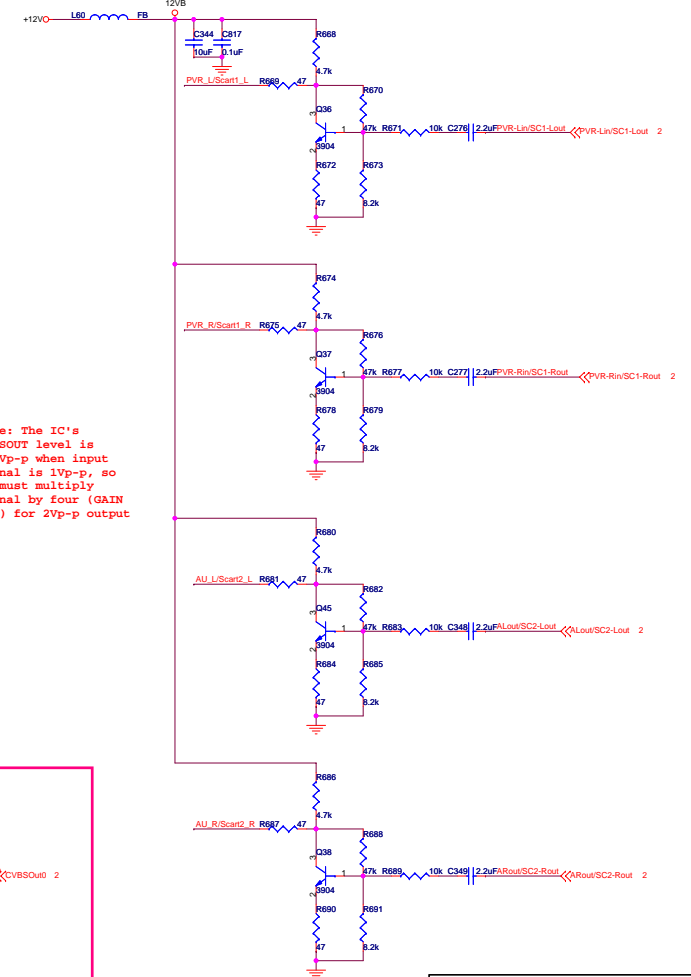 12VB
+12V
L60
FB
C344
C817
10uF
0.1uF
R668
4.7k
PVR_L/Scart1_L
R669
47
R670
Q36
3
1
47k
R671
10k
C276
2.2uF
PVR-Lin/SC1-Lout
PVR-Lin/SC1-Lout 2
2
3904
R672
R673
47
8.2k
R674
4.7k
PVR_R/Scart1_R
R675
47
R676
Q37
3
1
47k
R677
10k
C277
2.2uF
PVR-Rin/SC1-Rout
PVR-Rin/SC1-Rout 2
2
3904
R678
R679
47
8.2k
e: The IC's
SOUT level is
Vp-p when input
nal is 1Vp-p, so
must multiply
nal by four (GAIN
) for 2Vp-p output
R680
4.7k
AU_L/Scart2_L
R681
47
R682
Q45
3
1
47k
R683
10k
C348
2.2uF
ALout/SC2-Lout
ALout/SC2-Lout 2
2
3904
R684
R685
47
8.2k
R686
4.7k
AU_R/Scart2_R
R687
47
R688
Q38
3
1
47k
R689
10k
C349
2.2uF
ARout/SC2-Rout
ARout/SC2-Rout 2
CVBSOut0 2
2
3904
R690
R691
47
8.2k